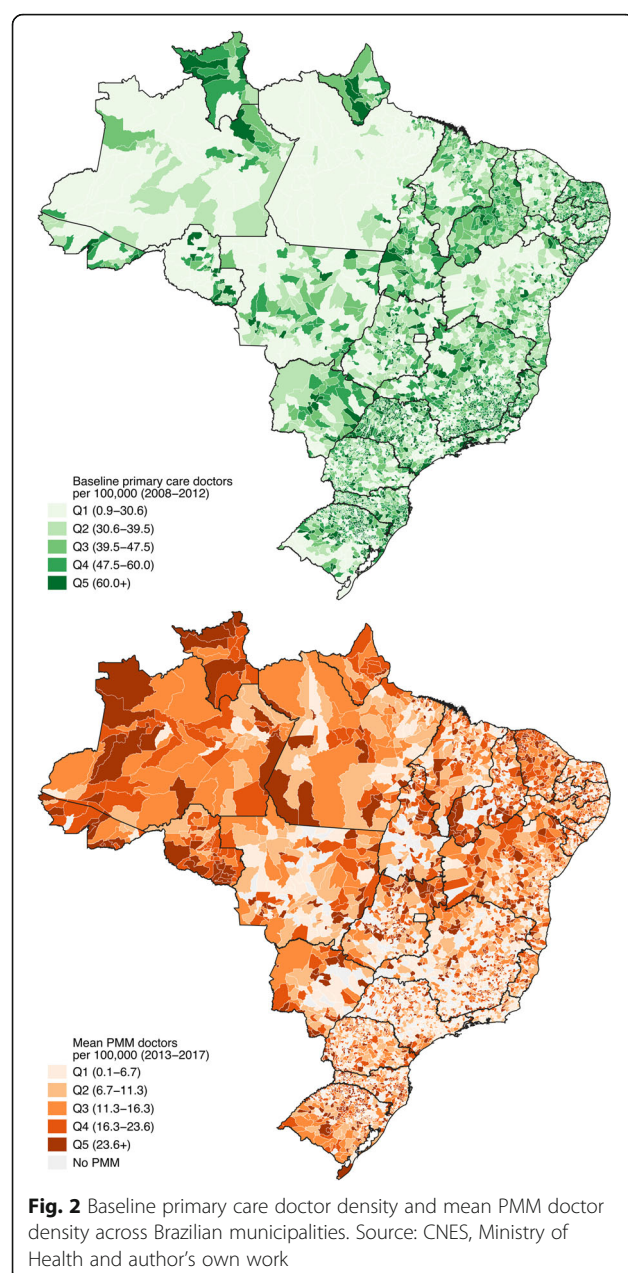 Baseline primary care doctors
per 100,000 (2008–2012)
Q1 (0.9–30.6)
Q2 (30.6–39.5)
Q3 (39.5–47.5)
Q4 (47.5–60.0)
Q5 (60.0+)
Mean PMM doctors
per 100,000 (2013–2017)
Q1 (0.1–6.7)
Q2 (6.7–11.3)
Q3 (11.3–16.3)
Q4 (16.3–23.6)
Q5 (23.6+)
No PMM
Fig. 2 Baseline primary care doctor density and mean PMM doctor
density across Brazilian municipalities. Source: CNES, Ministry of
Health and author's own work